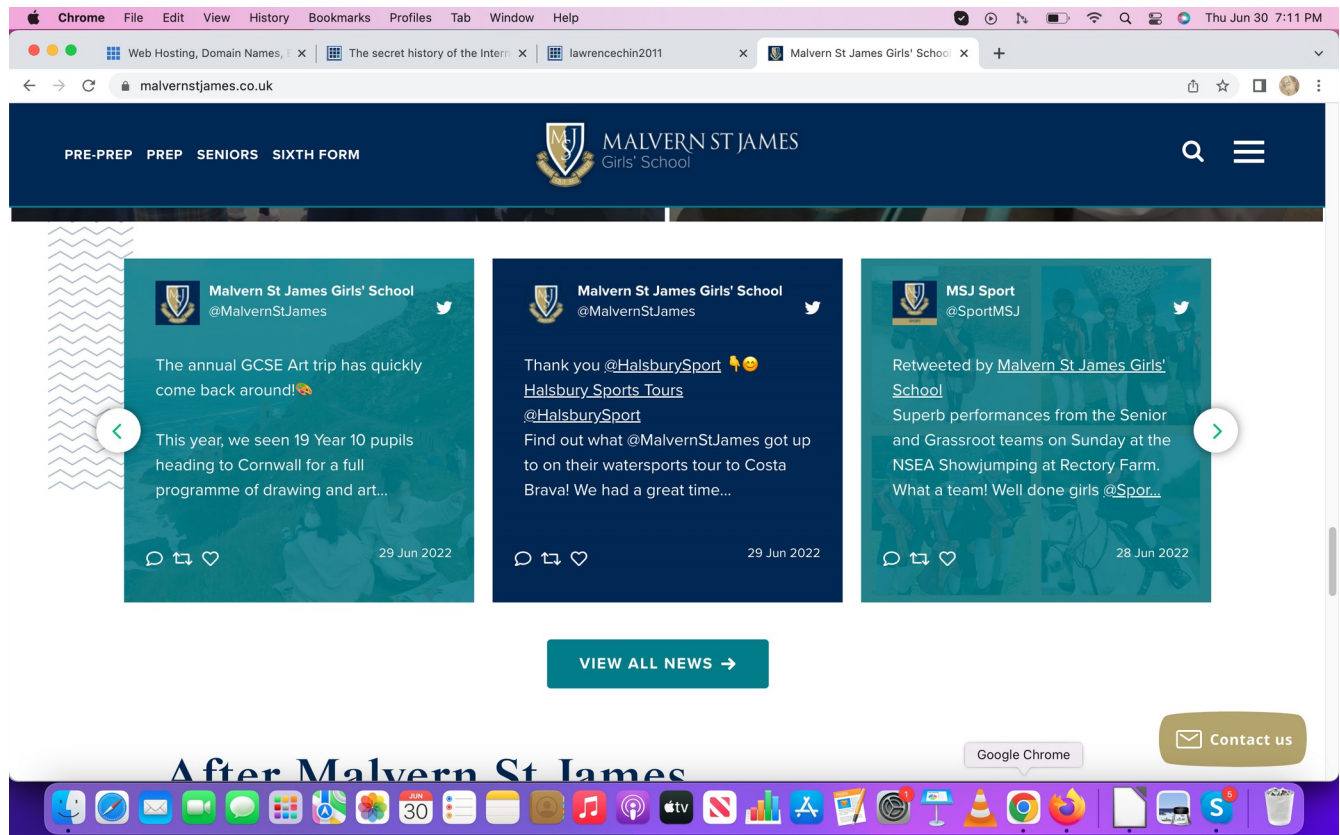 Chrome File Edit View History Bookmarks Profiles Tab Window Help Thu Jun 30 7:11 PM
Web Hosting, Domain Names, The secret history of the Intern lawrencechin2011 Malvern St James Girls' School
malvernstjames.co.uk
PRE-PREP PREP SENIORS SIXTH FORM
MSJ
MALVERN ST JAMES
Girls' School
Malvern St James Girls' School
@MalvernStJames
The annual GCSE Art trip has quickly
come back around!🎨
This year, we seen 19 Year 10 pupils
heading to Cornwall for a full
programme of drawing and art...
29 Jun 2022
Malvern St James Girls' School
@MalvernStJames
Thank you @HalsburySport 👇😊
Halsbury Sports Tours
@HalsburySport
Find out what @MalvernStJames got up
to on their watersports tour to Costa
Brava! We had a great time...
29 Jun 2022
MSJ Sport
@SportMSJ
Retweeted by Malvern St James Girls'
School
Superb performances from the Senior
and Grassroot teams on Sunday at the
NSEA Showjumping at Rectory Farm.
What a team! Well done girls @Spor...
28 Jun 2022
VIEW ALL NEWS →
Contact us
After Malvern St James
Google Chrome
JUN
30
tv
1
S
5